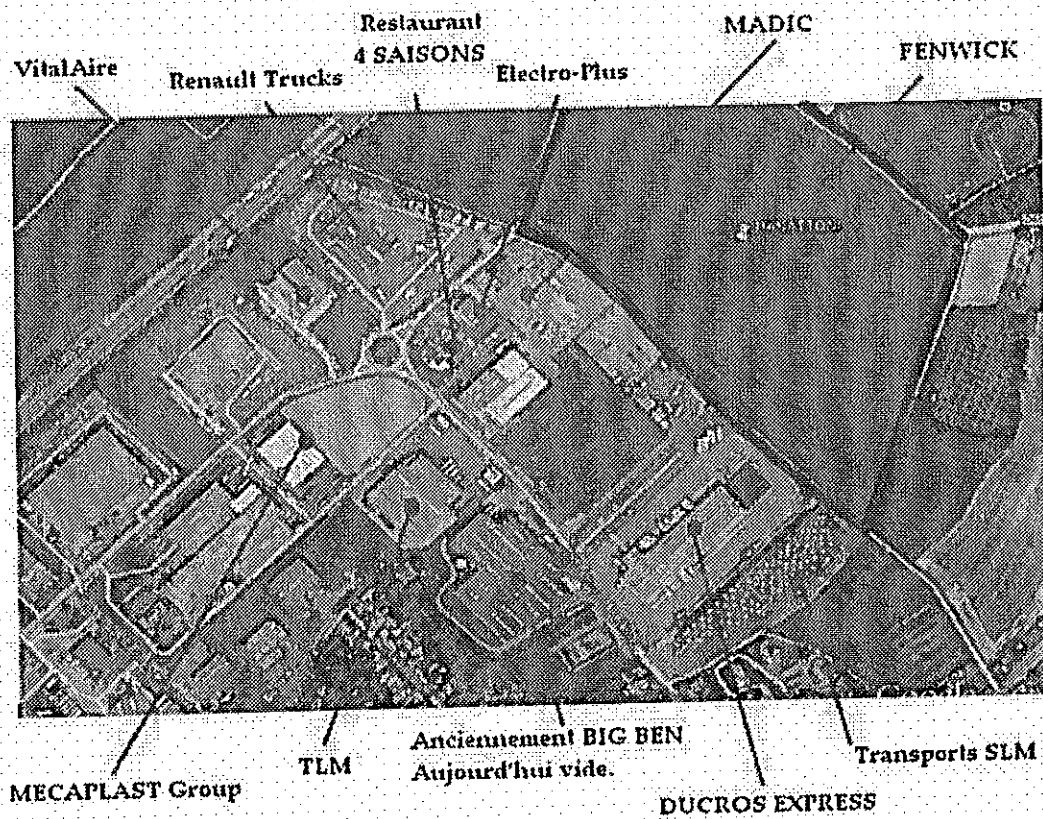 Restaurant
4 SAISONS
MADIC
VitalAire
Renault Trucks
Electro-Plus
FENWICK
MECAPLAST Group
TLM
Anciennement BIG BEN
Aujourd'hui vide.
DUCROS EXPRESS
Transports SLM